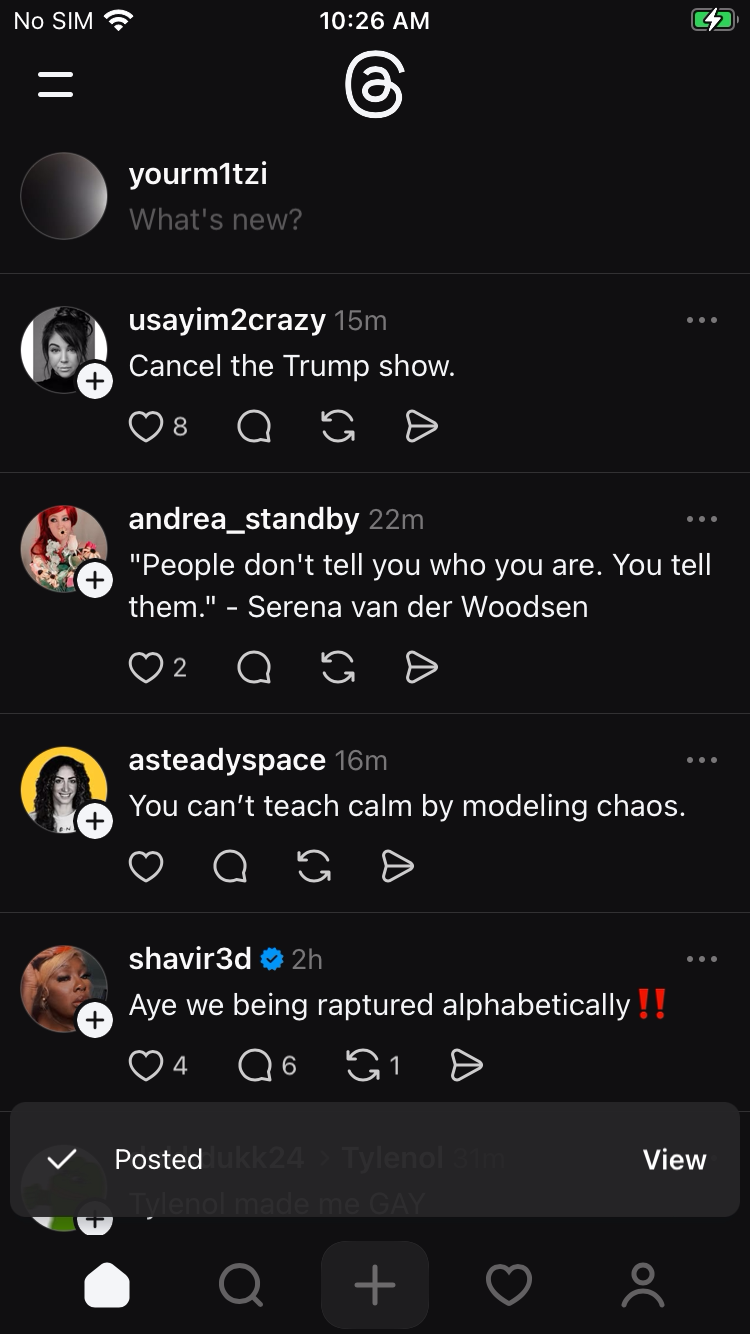 No SIM 10:26 AM
yourm1tzi
What's new?
usayim2crazy 15m
Cancel the Trump show.
8
andrea_standby 22m
"People don't tell you who you are. You tell
them." - Serena van der Woodsen
2
asteadyspace 16m
You can’t teach calm by modeling chaos.
shavir3d 2h
Aye we being raptured alphabetically‼️
4 6 1
dukk24 > Tylenol 31m
Posted View
Tylenol made me GAY